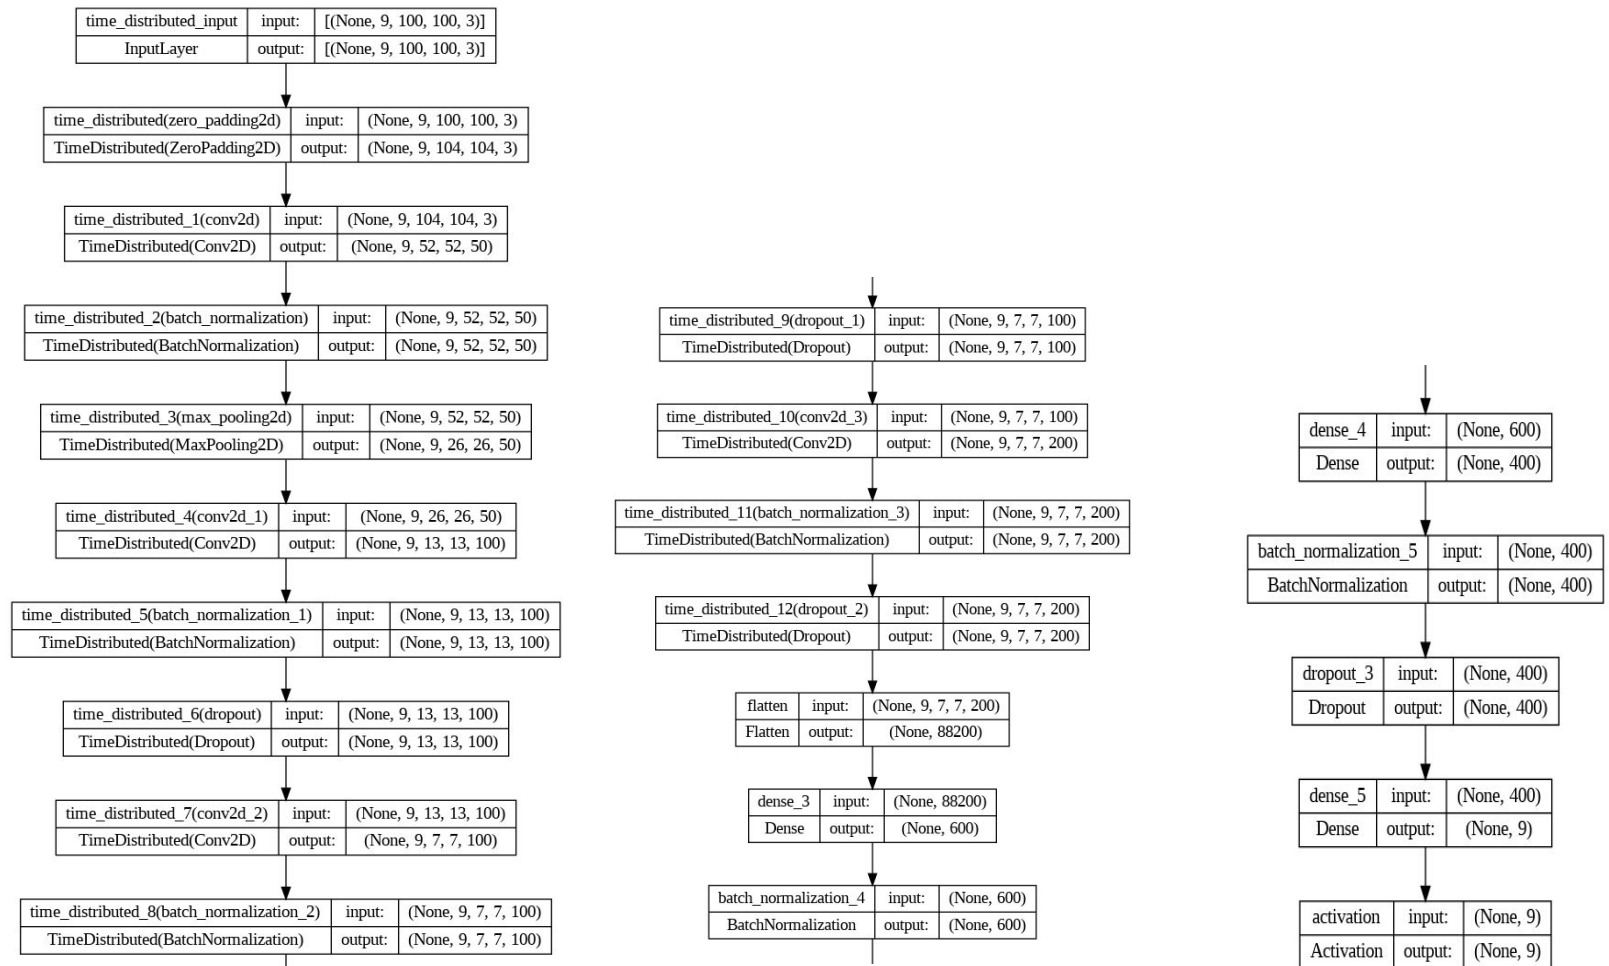 time_distributed_input input: [(None, 9, 100, 100, 3)]
InputLayer output: [(None, 9, 100, 100, 3)]
time_distributed(zero_padding2d) input: (None, 9, 100, 100, 3)
TimeDistributed(ZeroPadding2D) output: (None, 9, 104, 104, 3)
time_distributed_1(conv2d) input: (None, 9, 104, 104, 3)
TimeDistributed(Conv2D) output: (None, 9, 52, 52, 50)
time_distributed_2(batch_normalization) input: (None, 9, 52, 52, 50)
TimeDistributed(BatchNormalization) output: (None, 9, 52, 52, 50)
time_distributed_3(max_pooling2d) input: (None, 9, 52, 52, 50)
TimeDistributed(MaxPooling2D) output: (None, 9, 26, 26, 50)
time_distributed_4(conv2d_1) input: (None, 9, 26, 26, 50)
TimeDistributed(Conv2D) output: (None, 9, 13, 13, 100)
time_distributed_5(batch_normalization_1) input: (None, 9, 13, 13, 100)
TimeDistributed(BatchNormalization) output: (None, 9, 13, 13, 100)
time_distributed_6(dropout) input: (None, 9, 13, 13, 100)
TimeDistributed(Dropout) output: (None, 9, 13, 13, 100)
time_distributed_7(conv2d_2) input: (None, 9, 13, 13, 100)
TimeDistributed(Conv2D) output: (None, 9, 7, 7, 100)
time_distributed_8(batch_normalization_2) input: (None, 9, 7, 7, 100)
TimeDistributed(BatchNormalization) output: (None, 9, 7, 7, 100)
time_distributed_9(dropout_1) input: (None, 9, 7, 7, 100)
TimeDistributed(Dropout) output: (None, 9, 7, 7, 100)
time_distributed_10(conv2d_3) input: (None, 9, 7, 7, 100)
TimeDistributed(Conv2D) output: (None, 9, 7, 7, 200)
time_distributed_11(batch_normalization_3) input: (None, 9, 7, 7, 200)
TimeDistributed(BatchNormalization) output: (None, 9, 7, 7, 200)
time_distributed_12(dropout_2) input: (None, 9, 7, 7, 200)
TimeDistributed(Dropout) output: (None, 9, 7, 7, 200)
flatten input: (None, 9, 7, 7, 200)
Flatten output: (None, 88200)
dense_3 input: (None, 88200)
Dense output: (None, 600)
batch_normalization_4 input: (None, 600)
BatchNormalization output: (None, 600)
dense_4 input: (None, 600)
Dense output: (None, 400)
batch_normalization_5 input: (None, 400)
BatchNormalization output: (None, 400)
dropout_3 input: (None, 400)
Dropout output: (None, 400)
dense_5 input: (None, 400)
Dense output: (None, 9)
activation input: (None, 9)
Activation output: (None, 9)